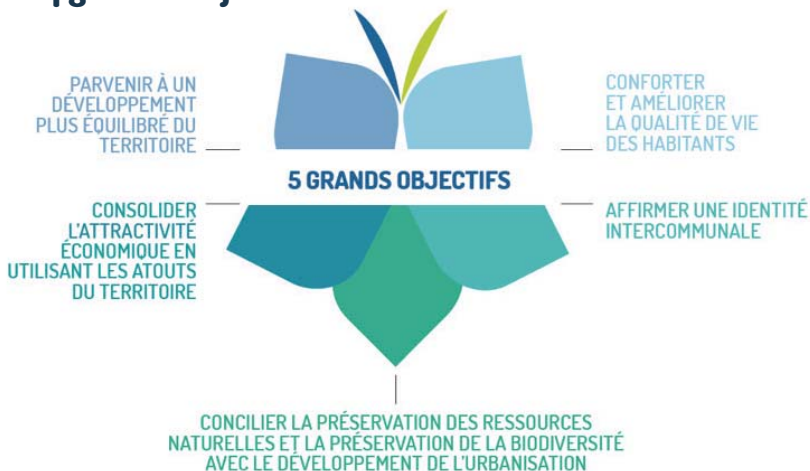 PARVENIR À UN
DÉVELOPPEMENT
PLUS ÉQUILIBRÉ DU
TERRITOIRE
CONFORTER
ET AMÉLIORER
LA QUALITÉ DE VIE
DES HABITANTS
5 GRANDS OBJECTIFS
CONSOLIDER
L'ATTRACTIVITÉ
ÉCONOMIQUE EN
UTILISANT LES ATOUTS
DU TERRITOIRE
AFFIRMER UNE IDENTITÉ
INTERCOMMUNALE
CONCILIER LA PRÉSERVATION DES RESSOURCES
NATURELLES ET LA PRÉSERVATION DE LA BIODIVERSITÉ
AVEC LE DÉVELOPPEMENT DE L'URBANISATION